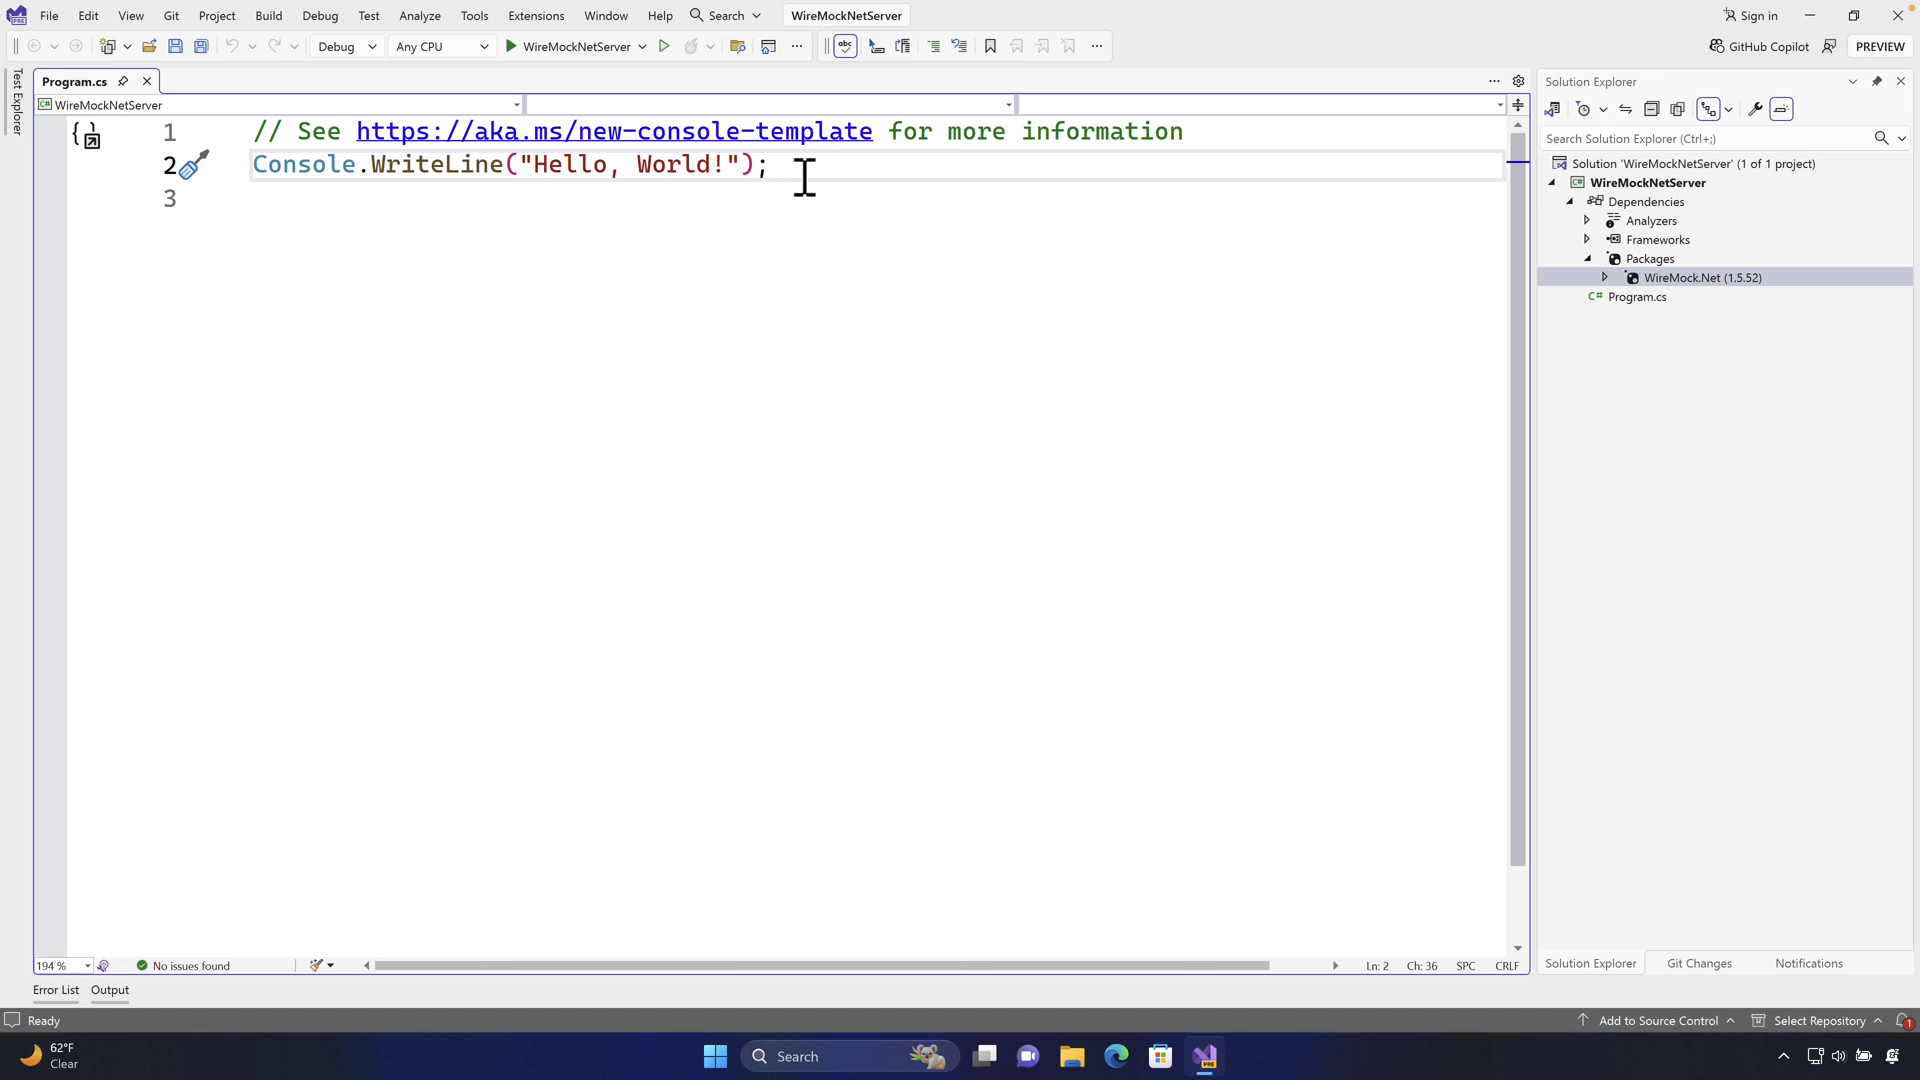 File Edit View Git Project Build Debug Test Analyze Tools Extensions Window Help Search WireMockNetServer Sign in
Debug Any CPU WireMockNetServer abc GitHub Copilot PREVIEW
Test Explorer
Program.cs
WireMockNetServer
1 // See https://aka.ms/new-console-template for more information
2 Console.WriteLine("Hello, World!");
3
194 % No issues found Ln: 2 Ch: 36 SPC CRLF
Solution Explorer
Search Solution Explorer (Ctrl+;)
Solution 'WireMockNetServer' (1 of 1 project)
WireMockNetServer
Dependencies
Analyzers
Frameworks
Packages
WireMock.Net (1.5.52)
C# Program.cs
Solution Explorer Git Changes Notifications
Error List Output
Ready Add to Source Control Select Repository 1
62°F
Clear
Search
PRE